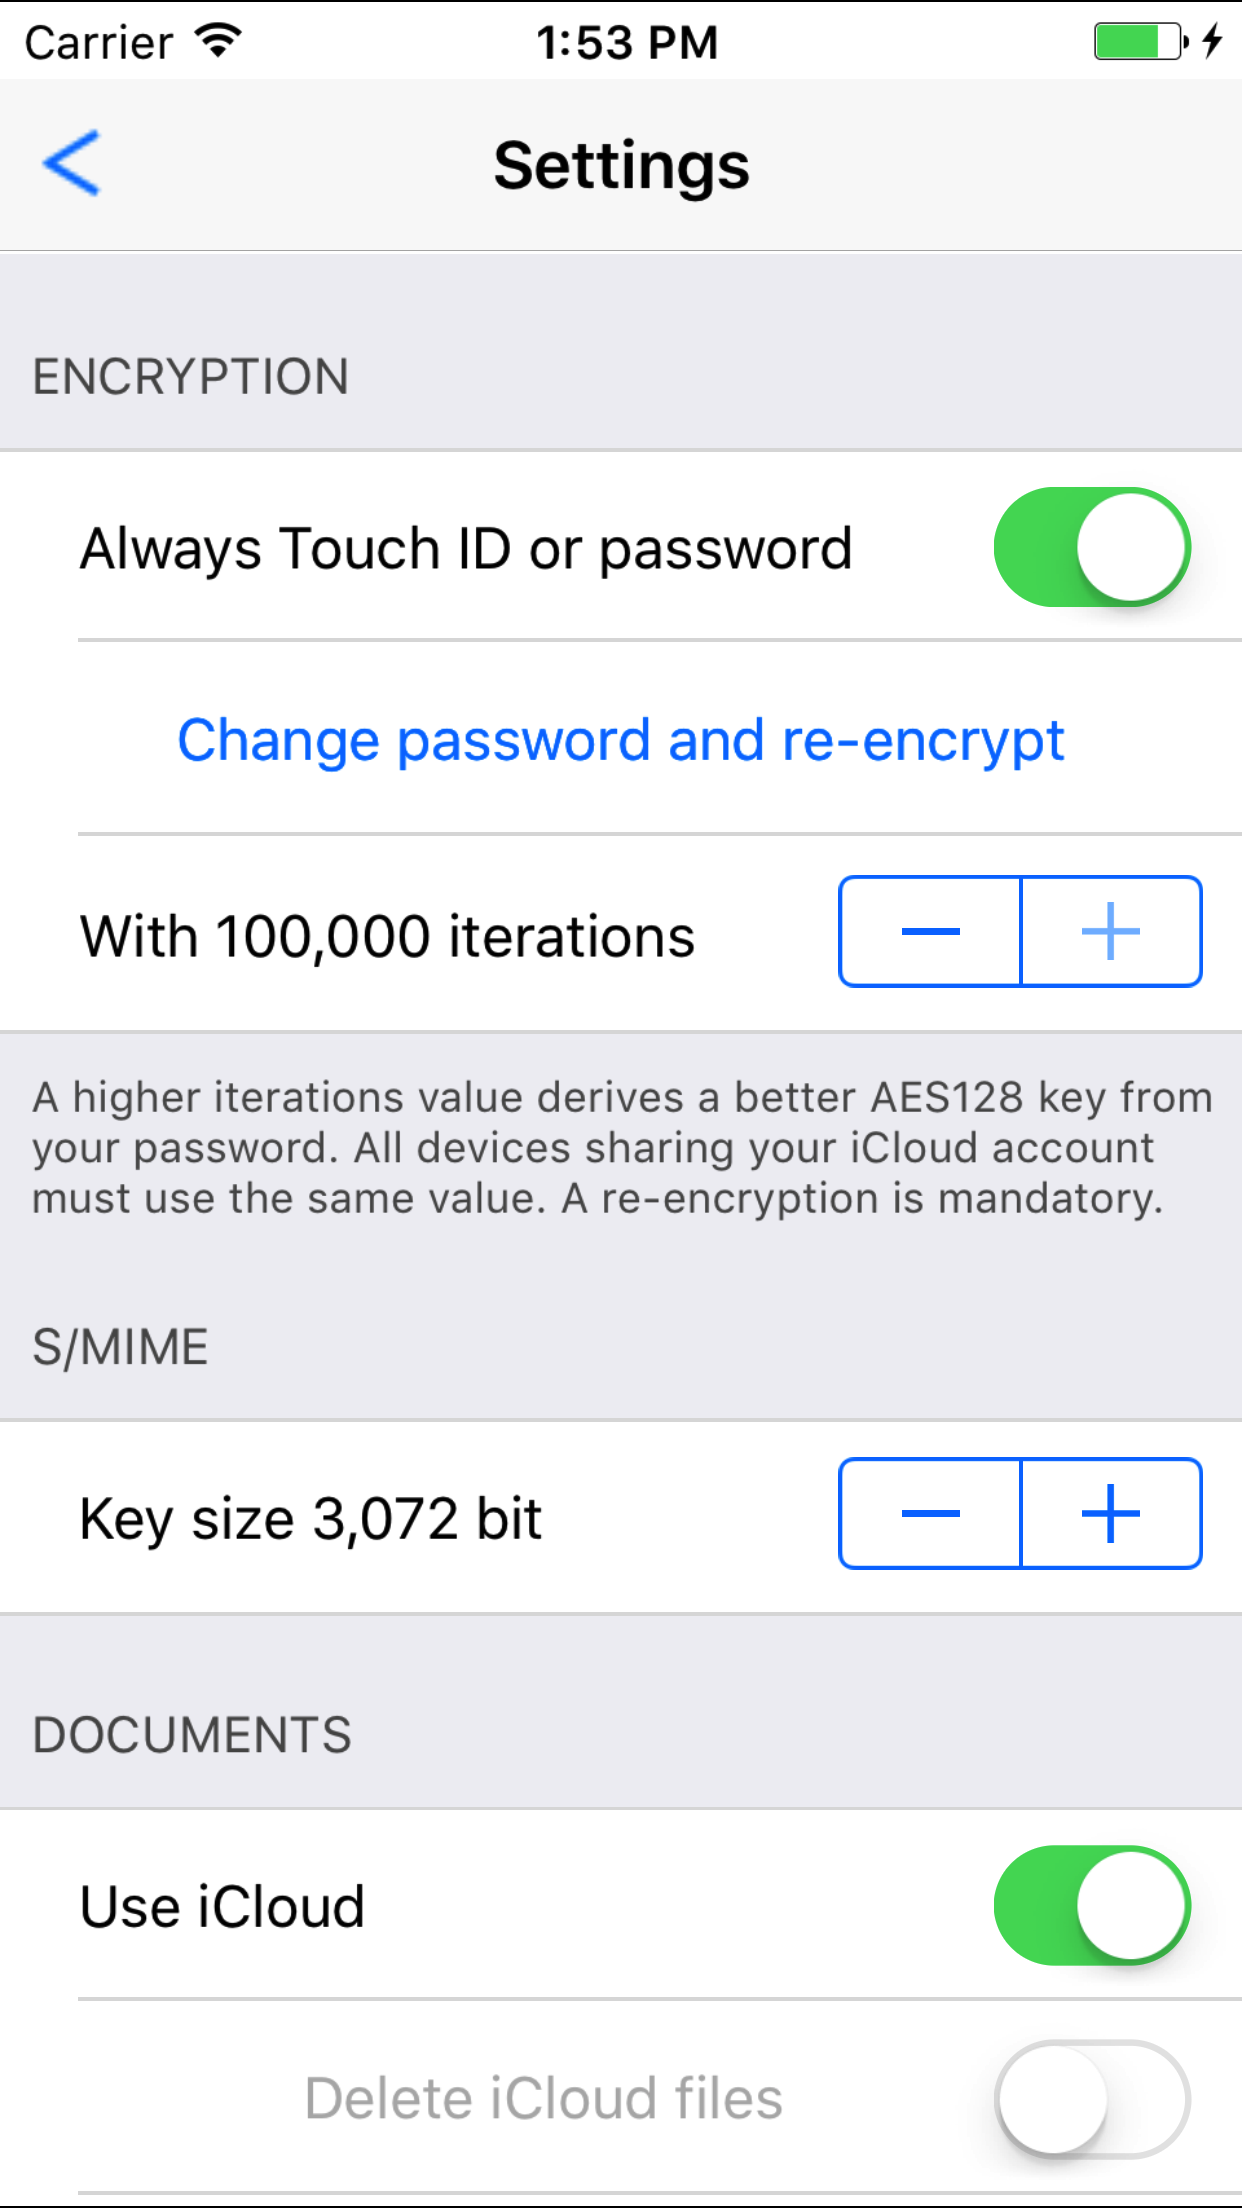 Carrier 1:53 PM
Settings
ENCRYPTION
Always Touch ID or password
Change password and re-encrypt
With 100,000 iterations
A higher iterations value derives a better AES128 key from
your password. All devices sharing your iCloud account
must use the same value. A re-encryption is mandatory.
S/MIME
Key size 3,072 bit
DOCUMENTS
Use iCloud
Delete iCloud files